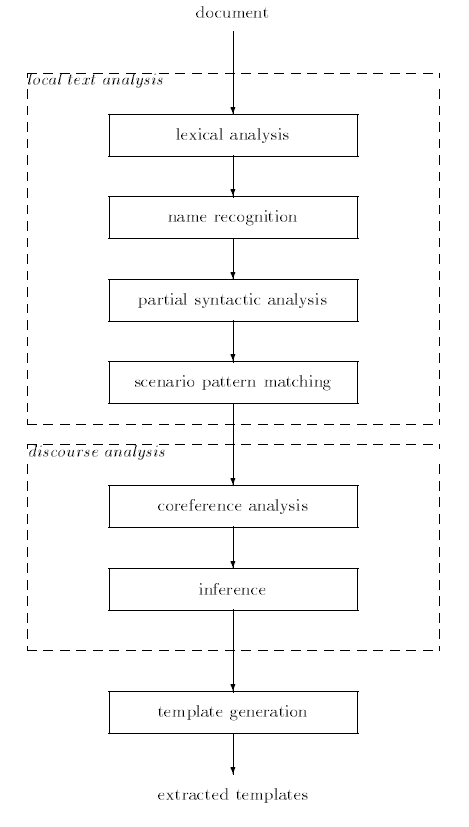 document
local text analysis
lexical analysis
name recognition
partial syntactic analysis
scenario pattern matching
discourse analysis
coreference analysis
inference
template generation
extracted templates